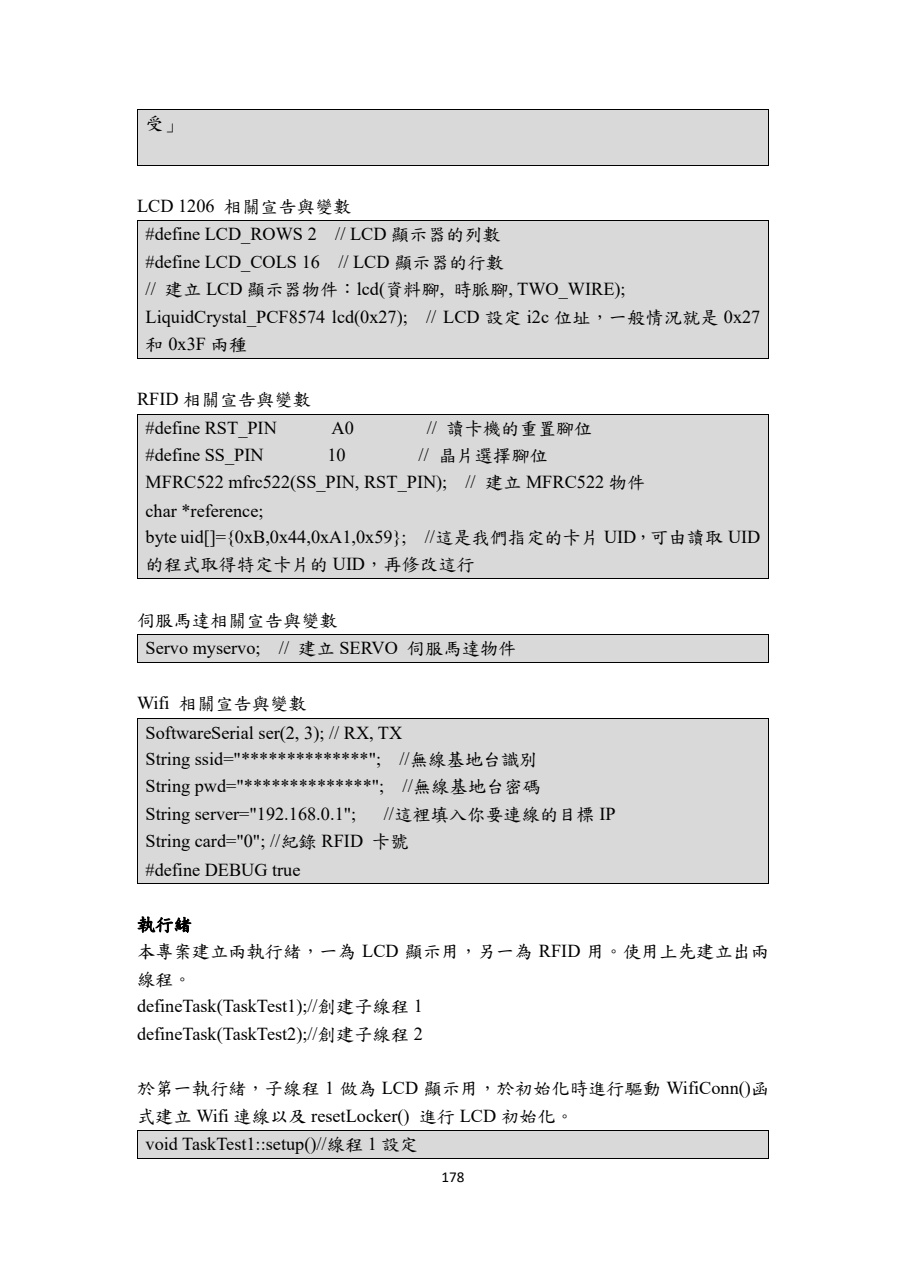 受」
LCD 1206 相關宣告與變數
#define LCD_ROWS 2 // LCD 顯示器的列數
#define LCD_COLS 16 // LCD 顯示器的行數
// 建立 LCD 顯示器物件：lcd(資料腳, 時脈腳, TWO_WIRE);
LiquidCrystal_PCF8574 lcd(0x27); // LCD 設定 i2c 位址，一般情況就是 0x27
和 0x3F 兩種
RFID 相關宣告與變數
#define RST_PIN A0 // 讀卡機的重置腳位
#define SS_PIN 10 // 晶片選擇腳位
MFRC522 mfrc522(SS_PIN, RST_PIN); // 建立 MFRC522 物件
char *reference;
byte uid[]={0xB,0x44,0xA1,0x59}; //這是我們指定的卡片 UID，可由讀取 UID
的程式取得特定卡片的 UID，再修改這行
伺服馬達相關宣告與變數
Servo myservo; // 建立 SERVO 伺服馬達物件
Wifi 相關宣告與變數
SoftwareSerial ser(2, 3); // RX, TX
String ssid="**************"; //無線基地台識別
String pwd="**************"; //無線基地台密碼
String server="192.168.0.1"; //這裡填入你要連線的目標 IP
String card="0"; //紀錄 RFID 卡號
#define DEBUG true
執行緒
本專案建立兩執行緒，一為 LCD 顯示用，另一為 RFID 用。使用上先建立出兩
線程。
defineTask(TaskTest1);//創建子線程 1
defineTask(TaskTest2);//創建子線程 2
於第一執行緒，子線程 1 做為 LCD 顯示用，於初始化時進行驅動 WifiConn()函
式建立 Wifi 連線以及 resetLocker() 進行 LCD 初始化。
void TaskTest1::setup()//線程 1 設定
178